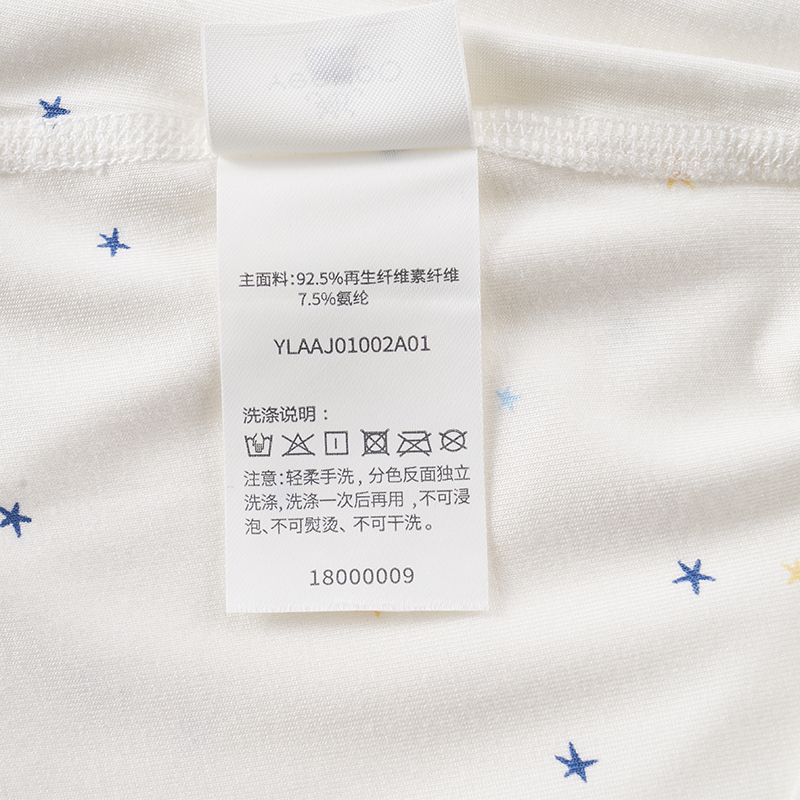 主面料:92.5%再生纤维素纤维
7.5%氨纶
YLAAJ01002A01
洗涤说明：
注意:轻柔手洗，分色反面独立
洗涤,洗涤一次后再用,不可浸
泡、不可熨烫、不可干洗。
18000009